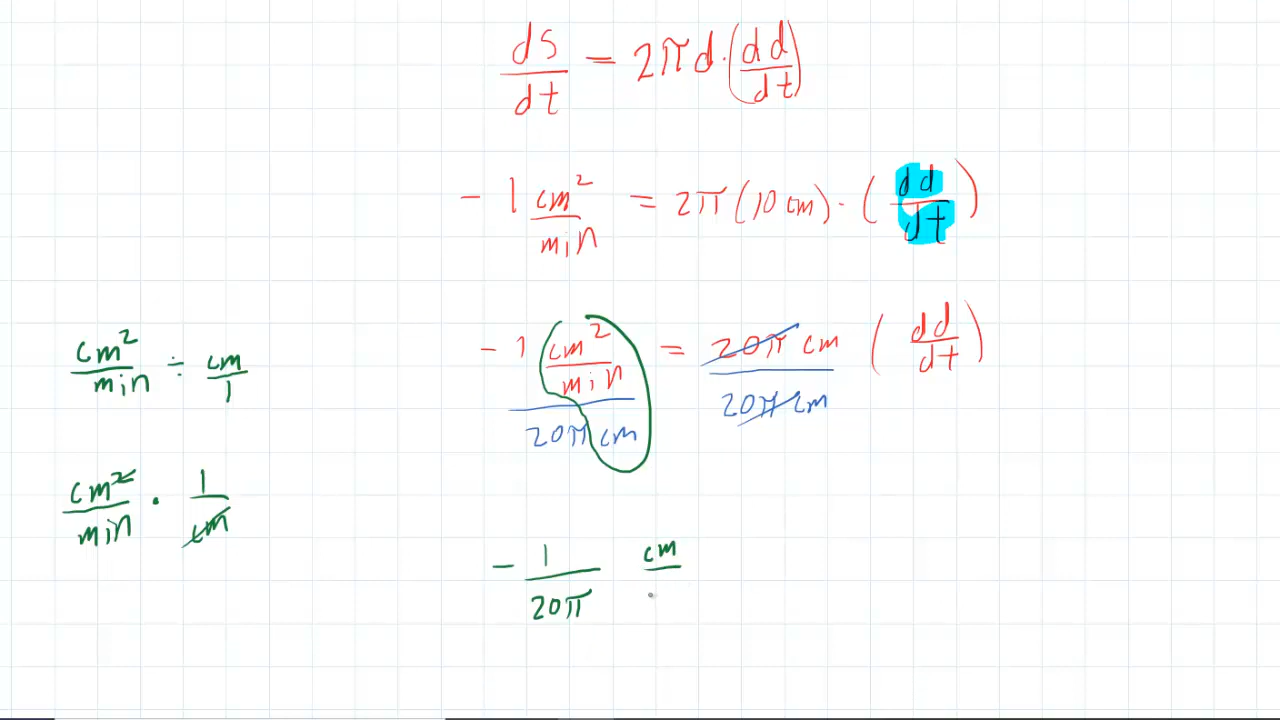 ds/dt = 2πd · (dd/dt)
- 1 cm²/min = 2π(10 cm) · (dd/dt)
cm²/min ÷ cm/1
- 1 cm²/min / 20π cm = 20π cm / 20π cm (dd/dt)
cm²/min · 1/cm
- 1/20π cm